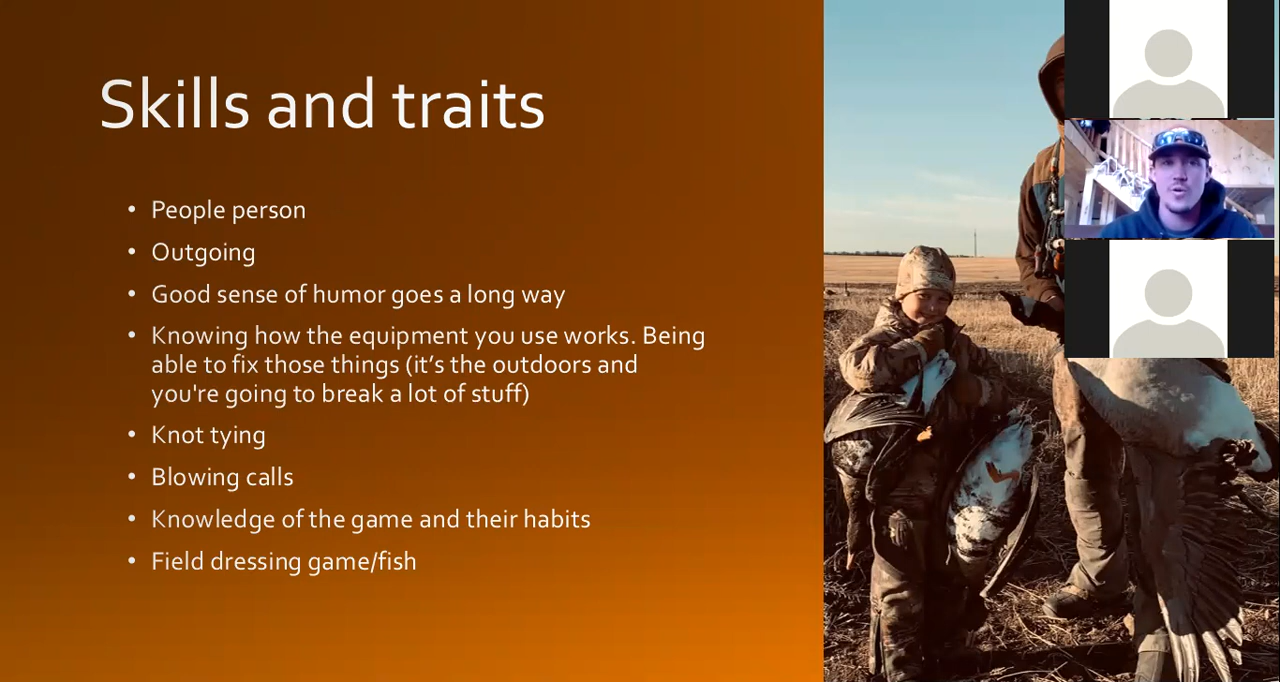 Skills and traits
• People person
• Outgoing
• Good sense of humor goes a long way
• Knowing how the equipment you use works. Being
able to fix those things (it’s the outdoors and
you're going to break a lot of stuff)
• Knot tying
• Blowing calls
• Knowledge of the game and their habits
• Field dressing game/fish